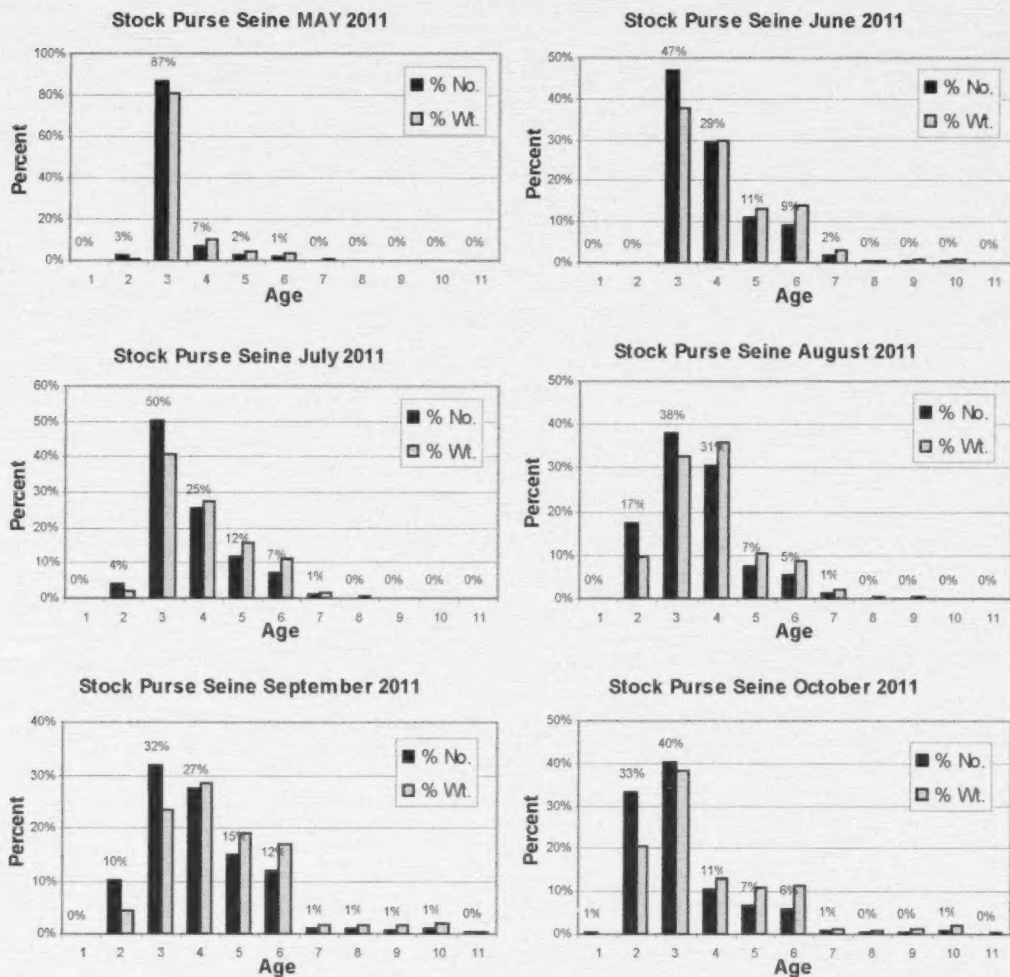 Stock Purse Seine MAY 2011
100%
80%
60%
40%
20%
0%
Percent
87%
0% 3% 7% 2% 1% 0% 0% 0% 0% 0%
% No.
% Wt.
1 2 3 4 5 6 7 8 9 10 11
Age
Stock Purse Seine June 2011
50%
40%
30%
20%
10%
0%
Percent
47%
29%
0% 0% 11% 9% 2% 0% 0% 0% 0%
% No.
% Wt.
1 2 3 4 5 6 7 8 9 10 11
Age
Stock Purse Seine July 2011
60%
50%
40%
30%
20%
10%
0%
Percent
50%
25%
0% 4% 12% 7% 1% 0% 0% 0% 0%
% No.
% Wt.
1 2 3 4 5 6 7 8 9 10 11
Age
Stock Purse Seine August 2011
50%
40%
30%
20%
10%
0%
Percent
38%
31%
0% 17% 7% 5% 1% 0% 0% 0% 0%
% No.
% Wt.
1 2 3 4 5 6 7 8 9 10 11
Age
Stock Purse Seine September 2011
40%
30%
20%
10%
0%
Percent
32%
27%
0% 10% 15% 12% 1% 1% 1% 1% 0%
% No.
% Wt.
1 2 3 4 5 6 7 8 9 10 11
Age
Stock Purse Seine October 2011
50%
40%
30%
20%
10%
0%
Percent
40%
33%
1% 11% 7% 6% 1% 0% 0% 1% 0%
% No.
% Wt.
1 2 3 4 5 6 7 8 9 10 11
Age